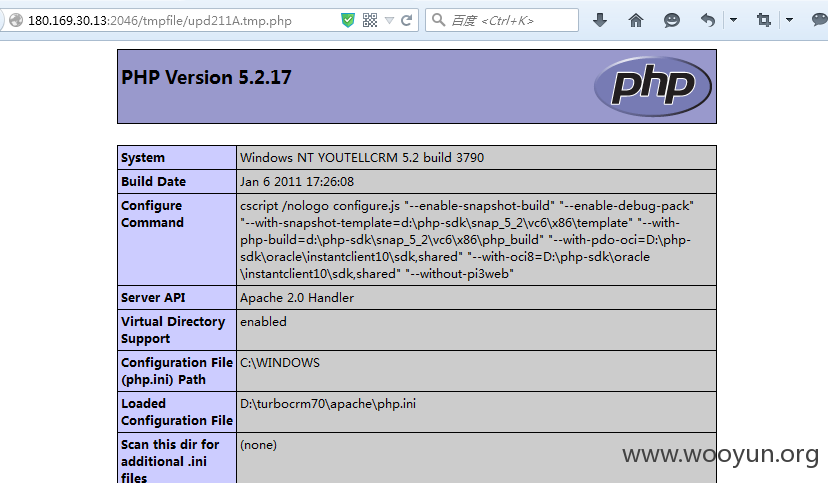 180.169.30.13:2046/tmpfile/upd211A.tmp.php
百度 <Ctrl+K>
PHP Version 5.2.17
php
System
Windows NT YOUTELLCRM 5.2 build 3790
Build Date
Jan 6 2011 17:26:08
Configure
Command
cscript /nologo configure.js "--enable-snapshot-build" "--enable-debug-pack"
"--with-snapshot-template=d:\php-sdk\snap_5_2\vc6\x86\template" "--with-
php-build=d:\php-sdk\snap_5_2\vc6\x86\php_build" "--with-pdo-oci=D:\php-
sdk\oracle\instantclient10\sdk,shared" "--with-oci8=D:\php-sdk\oracle
\instantclient10\sdk,shared" "--without-pi3web"
Server API
Apache 2.0 Handler
Virtual Directory
Support
enabled
Configuration File
(php.ini) Path
C:\WINDOWS
Loaded
Configuration File
D:\turbocrm70\apache\php.ini
Scan this dir for
additional .ini
files
(none)
www.wooyun.org